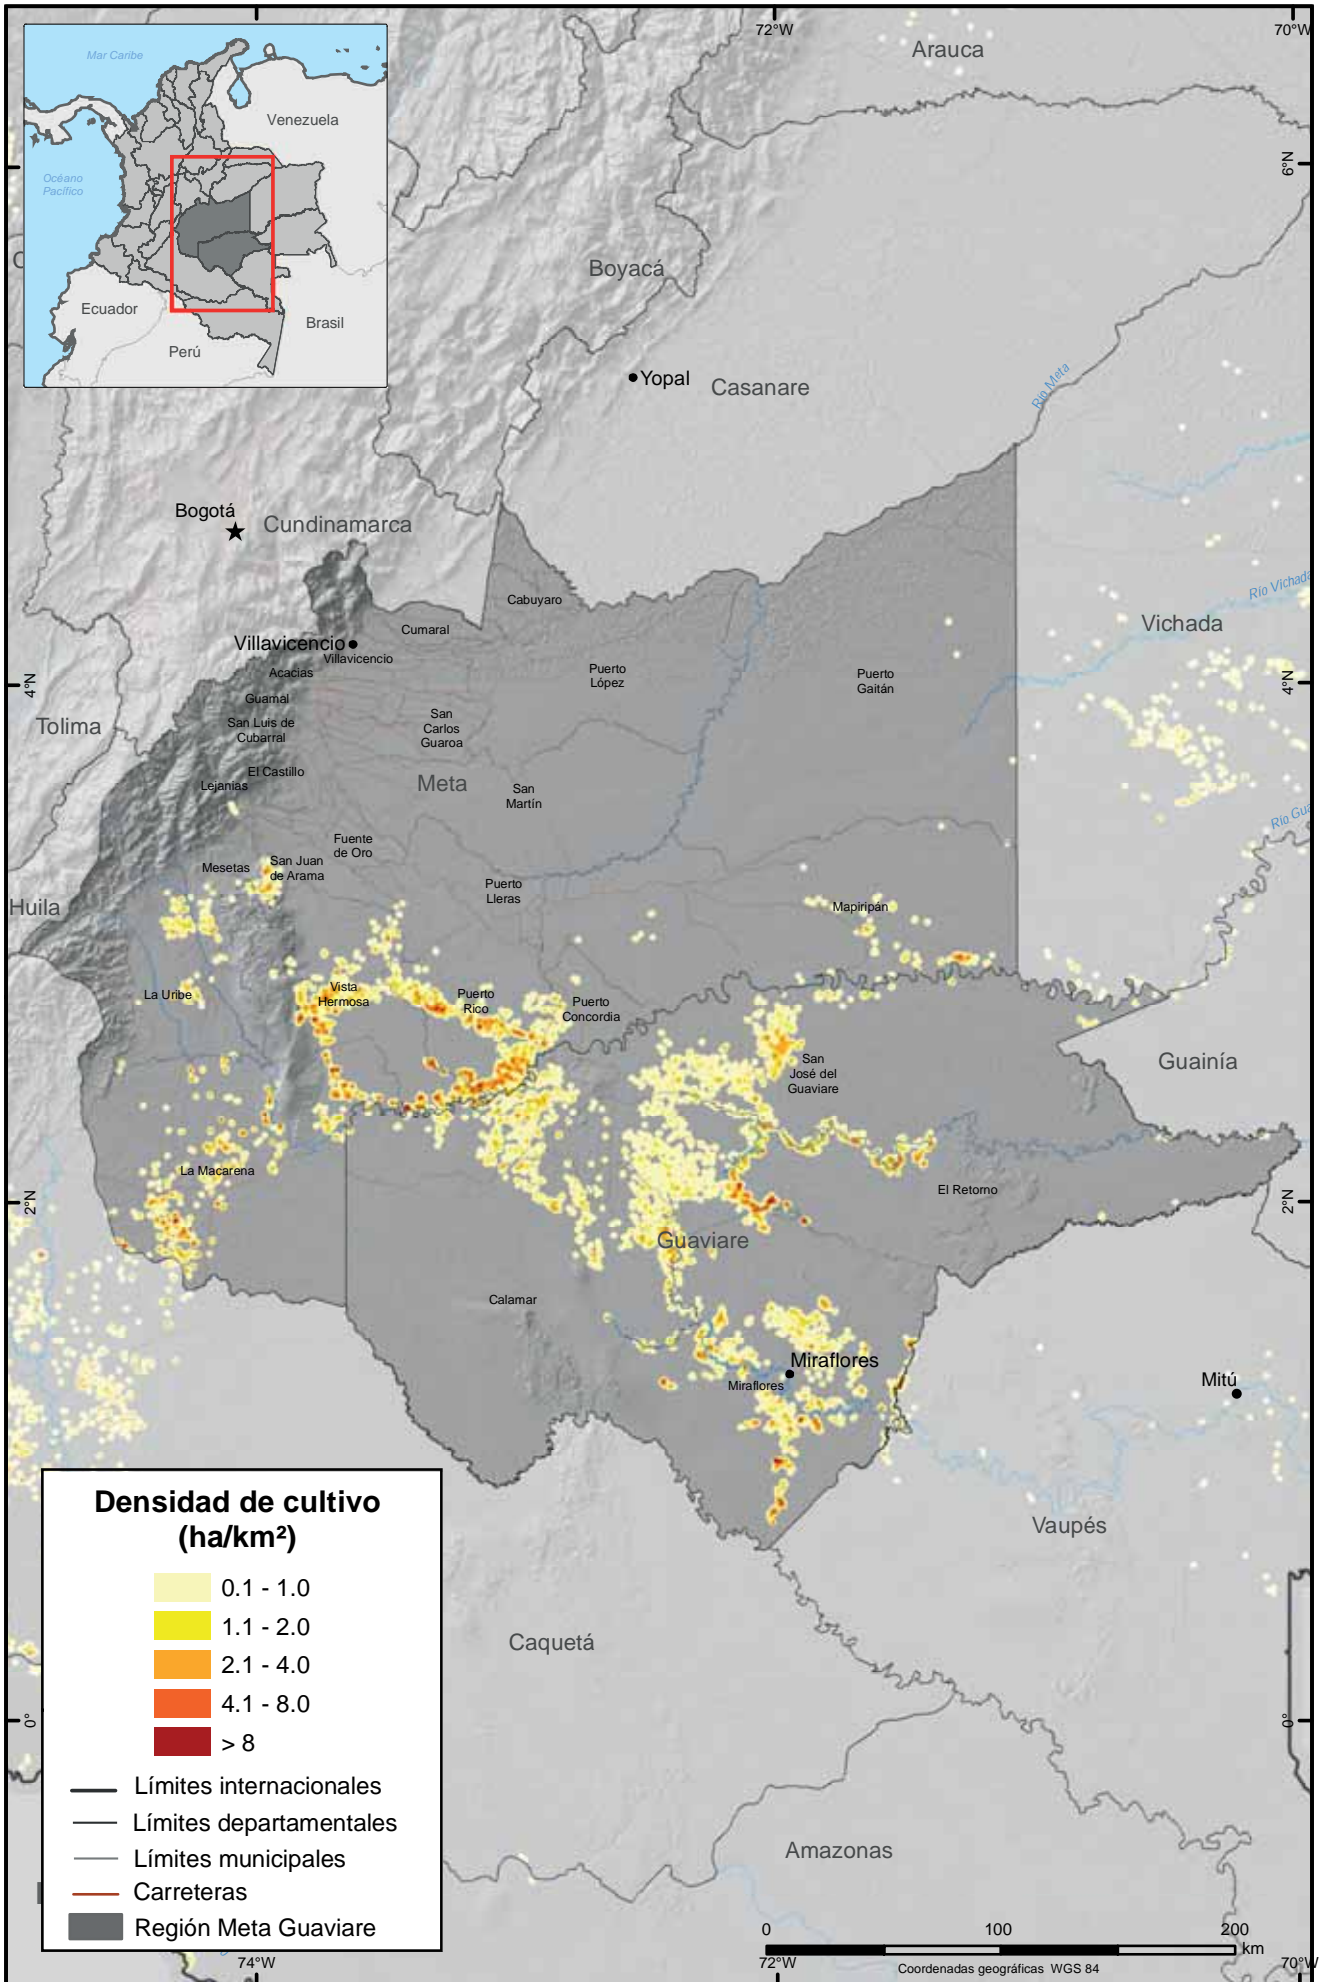 72°W
70°W
Arauca
Mar Caribe
Venezuela
Océano
Pacífico
Ecuador
Perú
Brasil
6°N
Boyacá
Yopal
Casanare
Río Meta
Bogotá
Cundinamarca
Cabuyaro
Río Vichada
Vichada
Cumaral
Villavicencio
Villavicencio
Acacías
Puerto
López
Puerto
Gaitán
4°N
4°N
Guamal
Tolima
San Luis de
Cubarral
San
Carlos
Guaroa
El Castillo
Lejanías
Meta
San
Martín
Fuente
de Oro
Mesetas
San Juan
de Arama
Puerto
Lleras
Huila
Mapiripán
La Uribe
Vista
Hermosa
Puerto
Rico
Puerto
Concordia
San
José del
Guaviare
Guainía
La Macarena
El Retorno
2°N
2°N
Guaviare
Calamar
Miraflores
Miraflores
Mitú
Vaupés
Densidad de cultivo
(ha/km²)
0.1 - 1.0
1.1 - 2.0
2.1 - 4.0
4.1 - 8.0
> 8
Límites internacionales
Límites departamentales
Límites municipales
Carreteras
Región Meta Guaviare
Caquetá
0°
0°
Amazonas
0 100 200
km
Coordenadas geográficas WGS 84
74°W
72°W
70°W